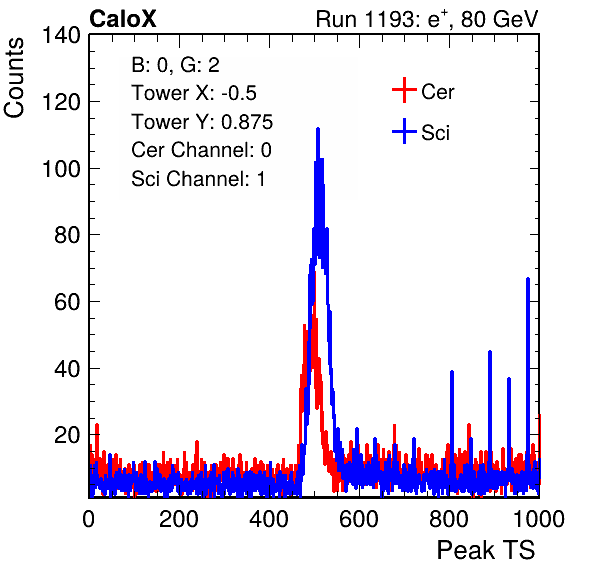 CaloX Run 1193: e⁺, 80 GeV
Counts
140
120
100
80
60
40
20
B: 0, G: 2
Tower X: -0.5
Tower Y: 0.875
Cer Channel: 0
Sci Channel: 1
Cer
Sci
0 200 400 600 800 1000
Peak TS